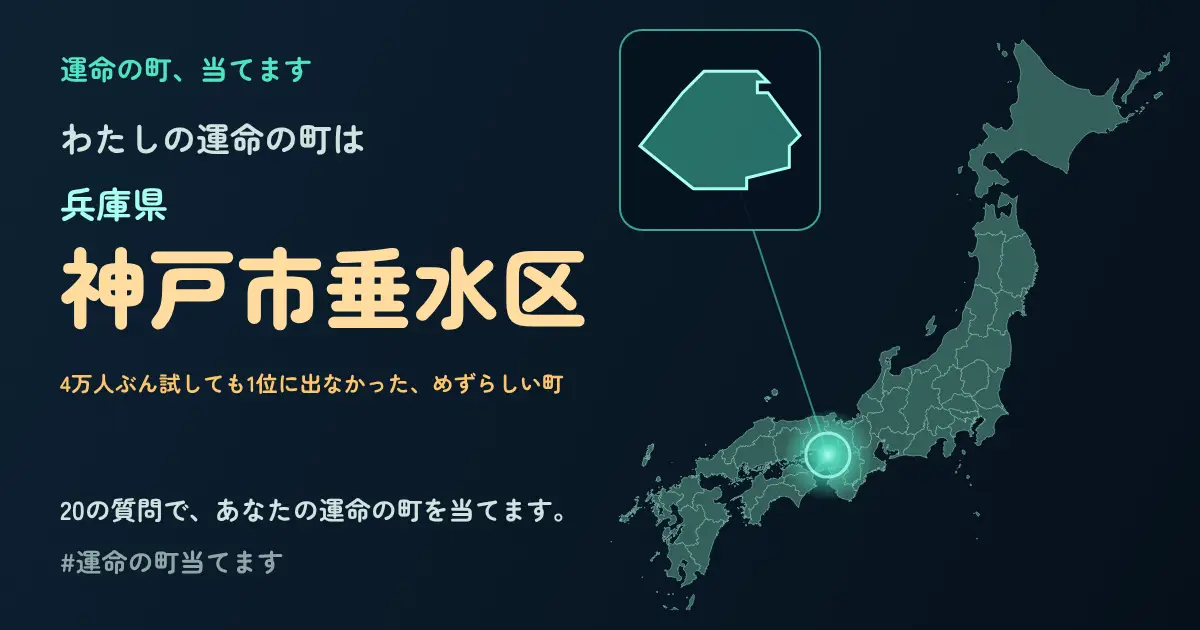 運命の町、当てます
わたしの運命の町は
兵庫県
神戸市垂水区
4万人ぶん試しても1位に出なかった、めずらしい町
20の質問で、あなたの運命の町を当てます。
#運命の町当てます